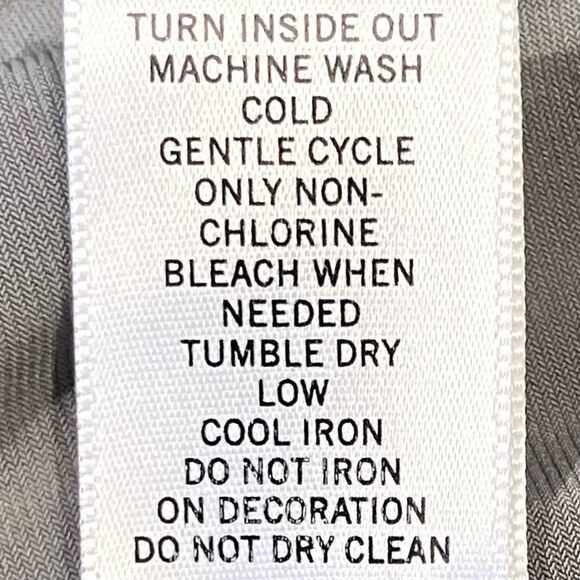 TURN INSIDE OUT
MACHINE WASH
COLD
GENTLE CYCLE
ONLY NON-
CHLORINE
BLEACH WHEN
NEEDED
TUMBLE DRY
LOW
COOL IRON
DO NOT IRON
ON DECORATION
DO NOT DRY CLEAN